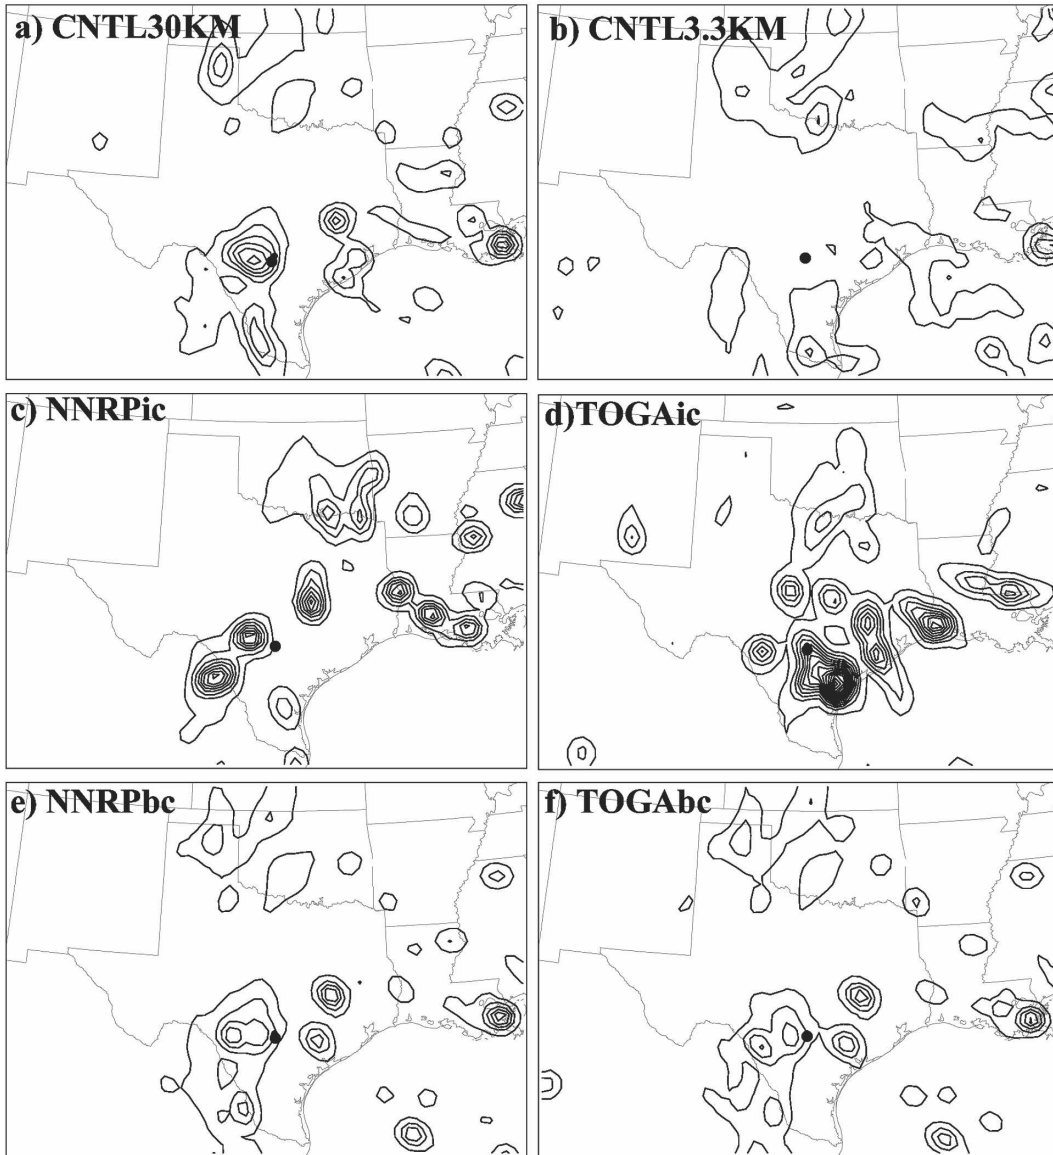 a) CNTL30KM
b) CNTL3.3KM
c) NNRPic
d)TOGAic
e) NNRPbc
f) TOGAbc